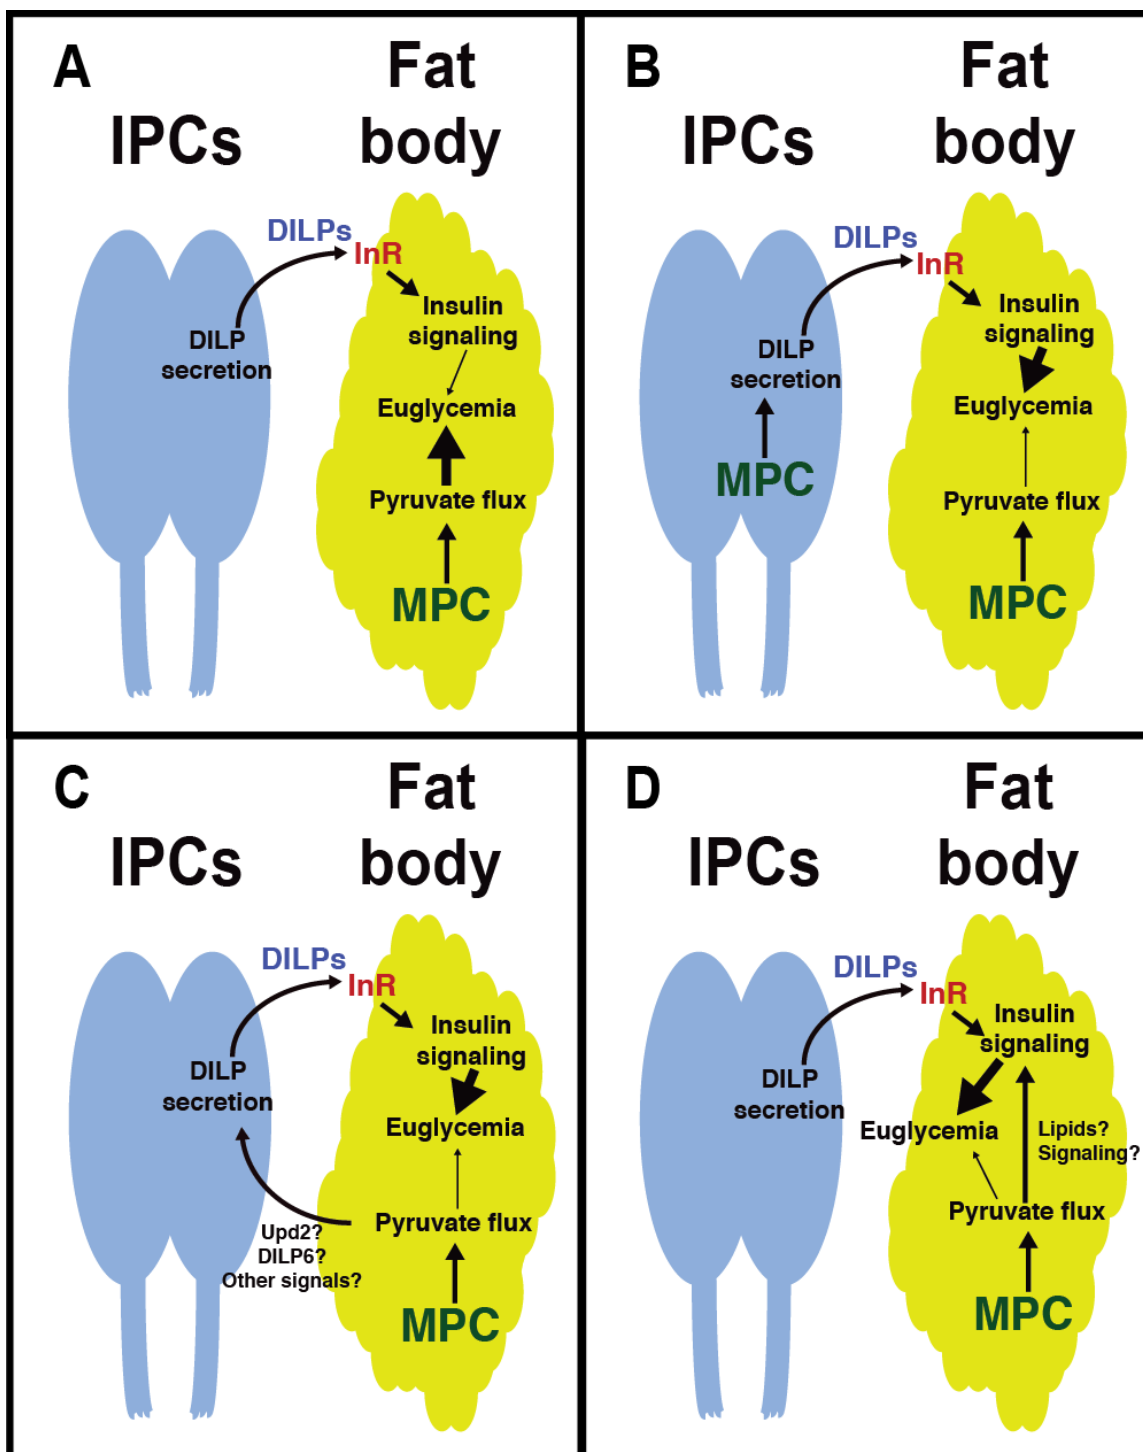 A
Fat
IPCs
body
DILPs
InR
Insulin
signaling
DILP
secretion
Euglycemia
Pyruvate flux
MPC
B
Fat
IPCs
body
DILPs
InR
Insulin
signaling
DILP
secretion
Euglycemia
MPC
Pyruvate flux
MPC
C
Fat
IPCs
body
DILPs
InR
Insulin
signaling
DILP
secretion
Euglycemia
Pyruvate flux
Upd2?
DILP6?
Other signals?
MPC
D
Fat
IPCs
body
DILPs
InR
Insulin
signaling
DILP
secretion
Euglycemia
Lipids?
Signaling?
Pyruvate flux
MPC